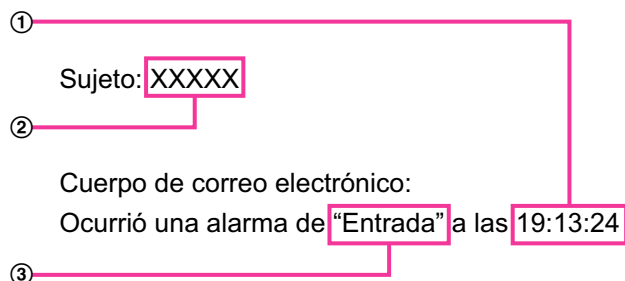 ①
Sujeto: XXXXX
②
Cuerpo de correo electrónico:
Ocurrió una alarma de “Entrada” a las 19:13:24
③